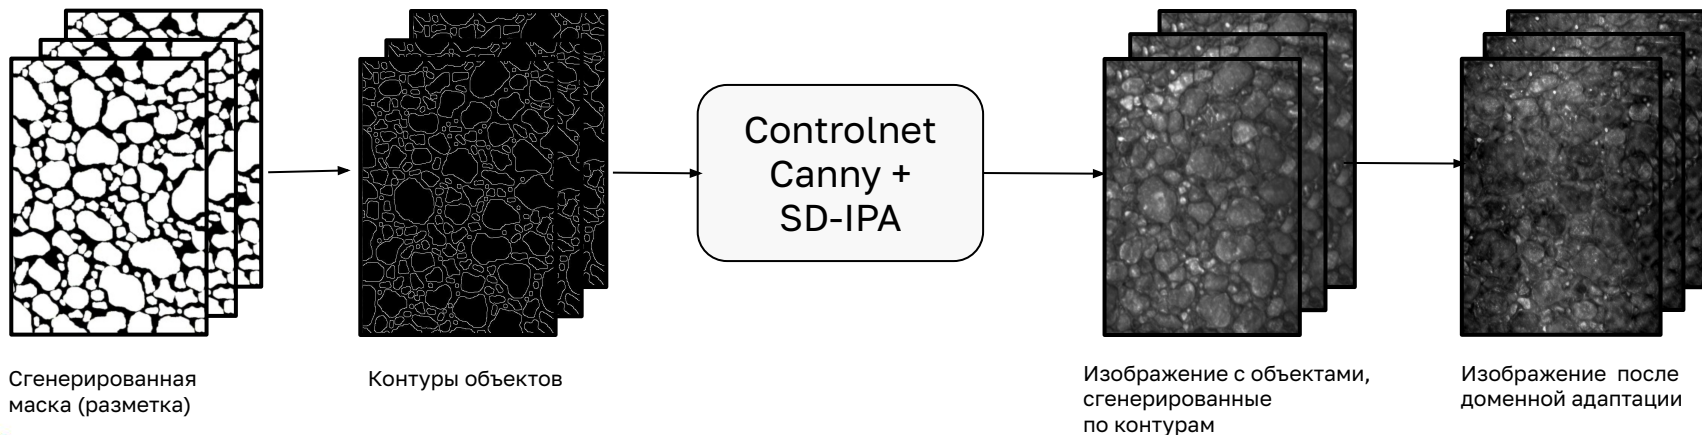 Controlnet
Canny +
SD-IPA
Сгенерированная
маска (разметка)
Контуры объектов
Изображение с объектами,
сгенерированные
по контурам
Изображение после
доменной адаптации